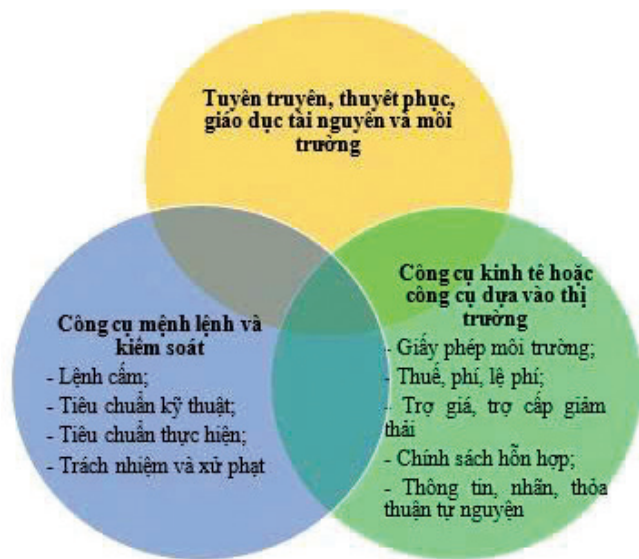 Tuyên truyền, thuyết phục,
giáo dục tài nguyên và môi
trường
Công cụ mệnh lệnh và
kiểm soát
- Lệnh cấm;
- Tiêu chuẩn kỹ thuật;
- Tiêu chuẩn thực hiện;
- Trách nhiệm và xử phạt
Công cụ kinh tế hoặc
công cụ dựa vào thị
trường
- Giấy phép môi trường;
- Thuế, phí, lệ phí;
- Trợ giá, trợ cấp giảm
thải
- Chính sách hỗn hợp;
- Thông tin, nhãn, thỏa
thuận tự nguyện